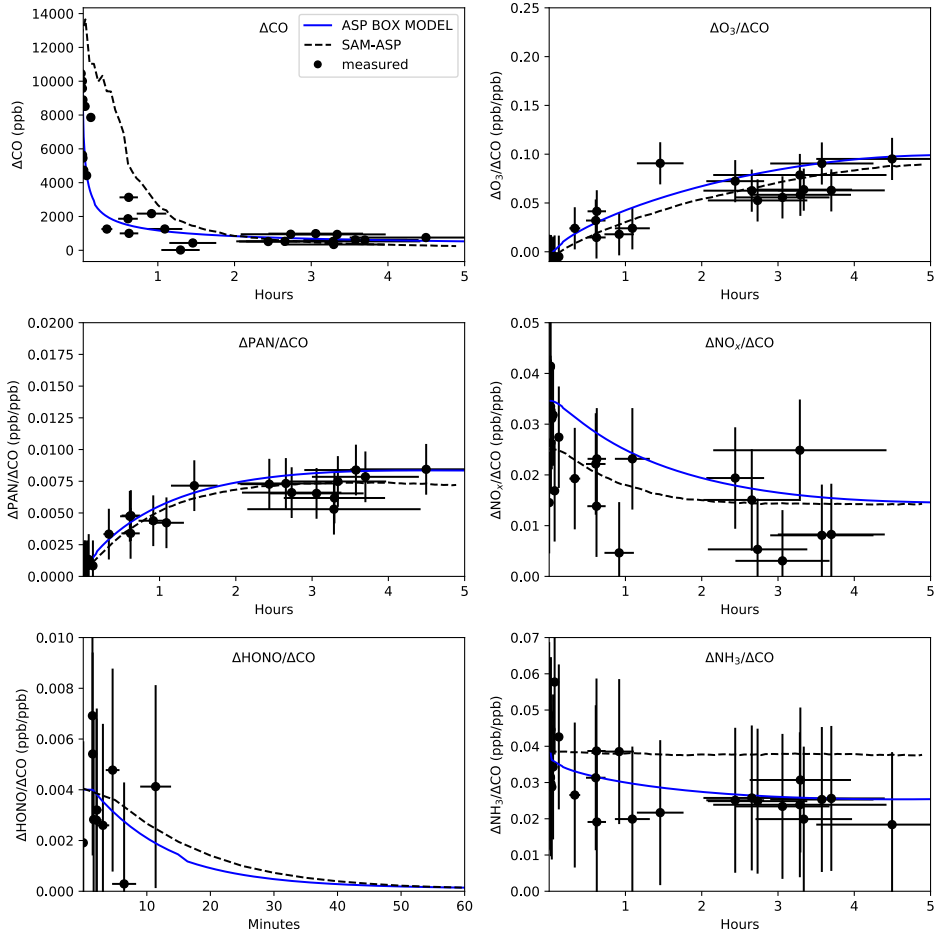 ΔCO
ASP BOX MODEL
SAM-ASP
measured
ΔCO (ppb)
14000
12000
10000
8000
6000
4000
2000
0
1 2 3 4 5
Hours
ΔO₃/ΔCO
ΔO₃/ΔCO (ppb/ppb)
0.25
0.20
0.15
0.10
0.05
0.00
1 2 3 4 5
Hours
ΔPAN/ΔCO
ΔPAN/ΔCO (ppb/ppb)
0.0200
0.0175
0.0150
0.0125
0.0100
0.0075
0.0050
0.0025
0.0000
1 2 3 4 5
Hours
ΔNOₓ/ΔCO
ΔNOₓ/ΔCO (ppb/ppb)
0.05
0.04
0.03
0.02
0.01
0.00
1 2 3 4 5
Hours
ΔHONO/ΔCO
ΔHONO/ΔCO (ppb/ppb)
0.010
0.008
0.006
0.004
0.002
0.000
10 20 30 40 50 60
Minutes
ΔNH₃/ΔCO
ΔNH₃/ΔCO (ppb/ppb)
0.07
0.06
0.05
0.04
0.03
0.02
0.01
0.00
1 2 3 4 5
Hours